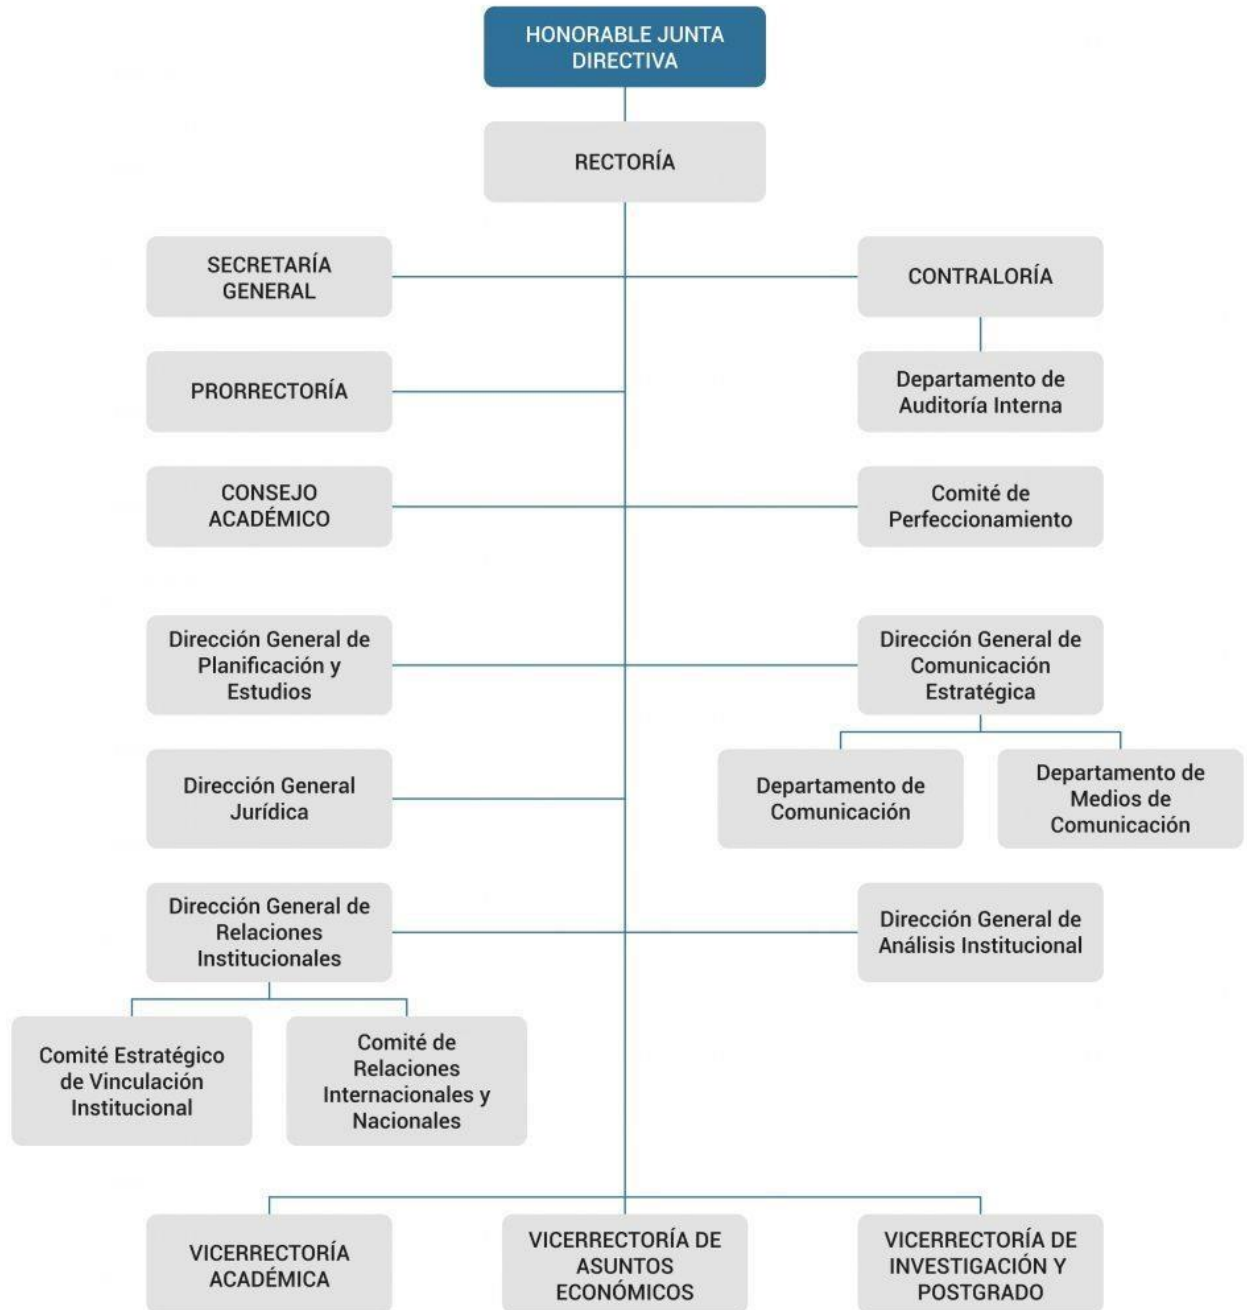 HONORABLE JUNTA
DIRECTIVA
RECTORÍA
SECRETARÍA
GENERAL
CONTRALORÍA
PRORRECTORÍA
Departamento de
Auditoría Interna
CONSEJO
ACADÉMICO
Comité de
Perfeccionamiento
Dirección General de
Planificación y
Estudios
Dirección General de
Comunicación
Estratégica
Dirección General
Jurídica
Departamento de
Comunicación
Departamento de
Medios de
Comunicación
Dirección General de
Relaciones
Institucionales
Dirección General de
Análisis Institucional
Comité Estratégico
de Vinculación
Institucional
Comité de
Relaciones
Internacionales y
Nacionales
VICERRECTORÍA
ACADÉMICA
VICERRECTORÍA DE
ASUNTOS
ECONÓMICOS
VICERRECTORÍA DE
INVESTIGACIÓN Y
POSTGRADO